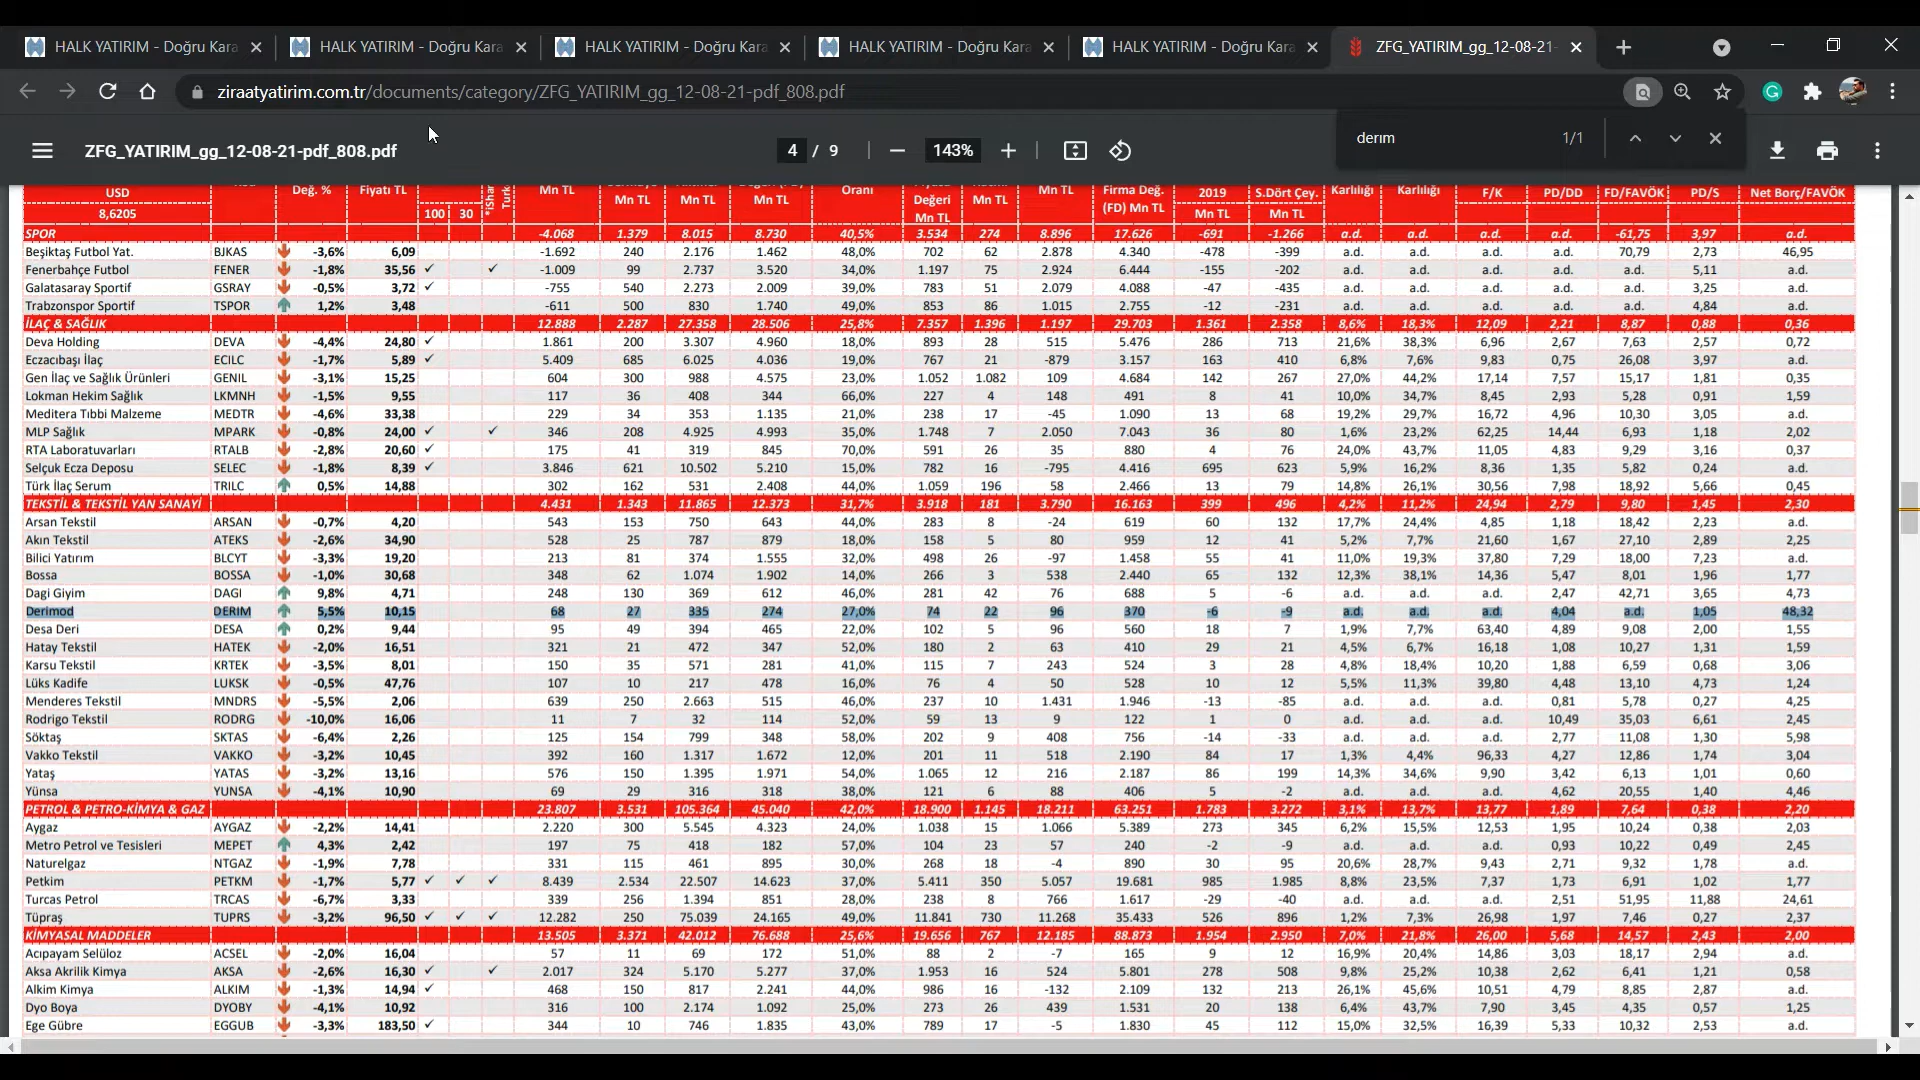 HALK YATIRIM - Doğru Kara
HALK YATIRIM - Doğru Kara
HALK YATIRIM - Doğru Kara
HALK YATIRIM - Doğru Kara
HALK YATIRIM - Doğru Kara
ZFG_YATIRIM_gg_12-08-21-
ziraatyatirim.com.tr/documents/category/ZFG_YATIRIM_gg_12-08-21-pdf_808.pdf
derım 1/1
ZFG_YATIRIM_gg_12-08-21-pdf_808.pdf
4 / 9
143%
USD Değ. % Fiyatı TL Mn TL Mn TL Mn TL Mn TL Oranı Değeri Mn TL Mn TL Firma Değ. 2019 S.Dört Çey. Karlılığı Karlılığı F/K PD/DD FD/FAVÖK PD/S Net Borç/FAVÖK
8,6205 100 30 Mn TL (FD) Mn TL Mn TL Mn TL
SPOR -4.068 1.379 8.015 8.730 40,5% 3.534 274 8.896 17.626 -691 -1.266 a.d. a.d. a.d. a.d. -61,75 3,97 a.d.
Beşiktaş Futbol Yat. BJKAS -3,6% 6,09 -1.692 240 2.176 1.462 48,0% 702 62 2.878 4.340 -478 -399 a.d. a.d. a.d. a.d. 70,79 2,73 46,95
Fenerbahçe Futbol FENER -1,8% 35,56 ✓ ✓ -1.009 99 2.737 3.520 34,0% 1.197 75 2.924 6.444 -155 -202 a.d. a.d. a.d. a.d. a.d. 5,11 a.d.
Galatasaray Sportif GSRAY -0,5% 3,72 ✓ -755 540 2.273 2.009 39,0% 783 51 2.079 4.088 -47 -435 a.d. a.d. a.d. a.d. a.d. 3,25 a.d.
Trabzonspor Sportif TSPOR 1,2% 3,48 -611 500 830 1.740 49,0% 853 86 1.015 2.755 -12 -231 a.d. a.d. a.d. a.d. a.d. 4,84 a.d.
İLAÇ & SAĞLIK 12.888 2.287 27.358 28.506 25,8% 7.357 1.396 1.197 29.703 1.361 2.358 8,6% 18,3% 12,09 2,21 8,87 0,88 0,36
Deva Holding DEVA -4,4% 24,80 ✓ 1.861 200 3.307 4.960 18,0% 893 28 515 5.476 286 713 21,6% 38,3% 6,96 2,67 7,63 2,57 0,72
Eczacıbaşı İlaç ECILC -1,7% 5,89 ✓ 5.409 685 6.025 4.036 19,0% 767 21 -879 3.157 163 410 6,8% 7,6% 9,83 0,75 26,08 3,97 a.d.
Gen İlaç ve Sağlık Ürünleri GENIL -3,1% 15,25 604 300 988 4.575 23,0% 1.052 1.082 109 4.684 142 267 27,0% 44,2% 17,14 7,57 15,17 1,81 0,35
Lokman Hekim Sağlık LKMNH -1,5% 9,55 117 36 408 344 66,0% 227 4 148 491 8 41 10,0% 34,7% 8,45 2,93 5,28 0,91 1,59
Meditera Tıbbi Malzeme MEDTR -4,6% 33,38 229 34 353 1.135 21,0% 238 17 -45 1.090 13 68 19,2% 29,7% 16,72 4,96 10,30 3,05 a.d.
MLP Sağlık MPARK -0,8% 24,00 ✓ ✓ 346 208 4.925 4.993 35,0% 1.748 7 2.050 7.043 36 80 1,6% 23,2% 62,25 14,44 6,93 1,18 2,02
RTA Laboratuvarları RTALB -2,8% 20,60 ✓ 175 41 319 845 70,0% 591 26 35 880 4 76 24,0% 43,7% 11,05 4,83 9,29 3,16 0,37
Selçuk Ecza Deposu SELEC -1,8% 8,39 ✓ 3.846 621 10.502 5.210 15,0% 782 16 -795 4.416 695 623 5,9% 16,2% 8,36 1,35 5,82 0,24 a.d.
Türk İlaç Serum TRILC 0,5% 14,88 302 162 531 2.408 44,0% 1.059 196 58 2.466 13 79 14,8% 26,1% 30,56 7,98 18,92 5,66 0,45
TEKSTİL & TEKSTİL YAN SANAYİ 4.431 1.343 11.865 12.373 31,7% 3.918 181 3.790 16.163 399 496 4,2% 11,2% 24,94 2,79 9,80 1,45 2,30
Arsan Tekstil ARSAN -0,7% 4,20 543 153 750 643 44,0% 283 8 -24 619 60 132 17,7% 24,4% 4,85 1,18 18,42 2,23 a.d.
Akın Tekstil ATEKS -2,6% 34,90 528 25 787 879 18,0% 158 5 80 959 12 41 5,2% 7,7% 21,60 1,67 27,10 2,89 2,25
Bilici Yatırım BLCYT -3,3% 19,20 213 81 374 1.555 32,0% 498 26 -97 1.458 55 41 11,0% 19,3% 37,80 7,29 18,00 7,23 a.d.
Bossa BOSSA -1,0% 30,68 348 62 1.074 1.902 14,0% 266 3 538 2.440 65 132 12,3% 38,1% 14,36 5,47 8,01 1,96 1,77
Dagi Giyim DAGI 9,8% 4,71 248 130 369 612 46,0% 281 42 76 688 5 -6 a.d. a.d. a.d. 2,47 42,71 3,65 4,73
Derimod DERIM 5,5% 10,15 68 27 335 274 27,0% 74 22 96 370 -6 -9 a.d. a.d. a.d. 4,04 a.d. 1,05 48,32
Desa Deri DESA 0,2% 9,44 95 49 394 465 22,0% 102 5 96 560 18 7 1,9% 7,7% 63,40 4,89 9,08 2,00 1,55
Hatay Tekstil HATEK -2,0% 16,51 321 21 472 347 52,0% 180 2 63 410 29 21 4,5% 6,7% 16,18 1,08 10,27 1,31 1,59
Karsu Tekstil KRTEK -3,5% 8,01 150 35 571 281 41,0% 115 7 243 524 3 28 4,8% 18,4% 10,20 1,88 6,59 0,68 3,06
Lüks Kadife LUKSK -0,5% 47,76 107 10 217 478 16,0% 76 4 50 528 10 12 5,5% 11,3% 39,80 4,48 13,10 4,73 1,24
Menderes Tekstil MNDRS -5,5% 2,06 639 250 2.663 515 46,0% 237 10 1.431 1.946 -13 -85 a.d. a.d. a.d. 0,81 5,78 0,27 4,25
Rodrigo Tekstil RODRG -10,0% 16,06 11 7 32 114 52,0% 59 13 9 122 1 0 a.d. a.d. a.d. 10,49 35,03 6,61 2,45
Söktaş SKTAS -6,4% 2,26 125 154 799 348 58,0% 202 9 408 756 -14 -33 a.d. a.d. a.d. 2,77 11,08 1,30 5,98
Vakko Tekstil VAKKO -3,2% 10,45 392 160 1.317 1.672 12,0% 201 11 518 2.190 84 17 1,3% 4,4% 96,33 4,27 12,86 1,74 3,04
Yataş YATAS -3,2% 13,16 576 150 1.395 1.971 54,0% 1.065 12 216 2.187 86 199 14,3% 34,6% 9,90 3,42 6,13 1,01 0,60
Yünsa YUNSA -4,1% 10,90 69 29 316 318 38,0% 121 6 88 406 5 -2 a.d. a.d. a.d. 4,62 20,55 1,40 4,46
PETROL & PETRO-KİMYA & GAZ 23.807 3.531 105.364 45.040 42,0% 18.900 1.145 18.211 63.251 1.783 3.272 3,1% 13,7% 13,77 1,89 7,64 0,38 2,20
Aygaz AYGAZ -2,2% 14,41 2.220 300 5.545 4.323 24,0% 1.038 15 1.066 5.389 273 345 6,2% 15,5% 12,53 1,95 10,24 0,38 2,03
Metro Petrol ve Tesisleri MEPET 4,3% 2,42 197 75 418 182 57,0% 104 23 57 240 -2 -9 a.d. a.d. a.d. 0,93 10,22 0,49 2,45
Naturelgaz NTGAZ -1,9% 7,78 331 115 461 895 30,0% 268 18 -4 890 30 95 20,6% 28,7% 9,43 2,71 9,32 1,78 a.d.
Petkim PETKM -1,7% 5,77 ✓ ✓ ✓ 8.439 2.534 22.507 14.623 37,0% 5.411 350 5.057 19.681 985 1.985 8,8% 23,5% 7,37 1,73 6,91 1,02 1,77
Turcas Petrol TRCAS -6,7% 3,33 339 256 1.394 851 28,0% 238 8 766 1.617 -29 -40 a.d. a.d. a.d. 2,51 51,95 11,88 24,61
Tüpraş TUPRS -3,2% 96,50 ✓ ✓ ✓ 12.282 250 75.039 24.165 49,0% 11.841 730 11.268 35.433 526 896 1,2% 7,3% 26,98 1,97 7,46 0,27 2,37
KİMYASAL MADDELER 13.505 3.371 42.012 76.688 25,6% 19.656 767 12.185 88.873 1.954 2.950 7,0% 21,8% 26,00 5,68 14,57 2,43 2,00
Acıpayam Selüloz ACSEL -2,0% 16,04 57 11 69 172 51,0% 88 2 -7 165 9 12 16,9% 20,4% 14,86 3,03 18,17 2,94 a.d.
Aksa Akrilik Kimya AKSA -2,6% 16,30 ✓ ✓ 2.017 324 5.170 5.277 37,0% 1.953 16 524 5.801 278 508 9,8% 25,2% 10,38 2,62 6,41 1,21 0,58
Alkim Kimya ALKIM -1,3% 14,94 ✓ 468 150 817 2.241 44,0% 986 16 -132 2.109 132 213 26,1% 45,6% 10,51 4,79 8,85 2,87 a.d.
Dyo Boya DYOBY -4,1% 10,92 316 100 2.174 1.092 25,0% 273 26 439 1.531 20 138 6,4% 43,7% 7,90 3,45 4,35 0,57 1,25
Ege Gübre EGGUB -3,3% 183,50 ✓ 344 10 746 1.835 43,0% 789 17 -5 1.830 45 112 15,0% 32,5% 16,39 5,33 10,32 2,53 a.d.